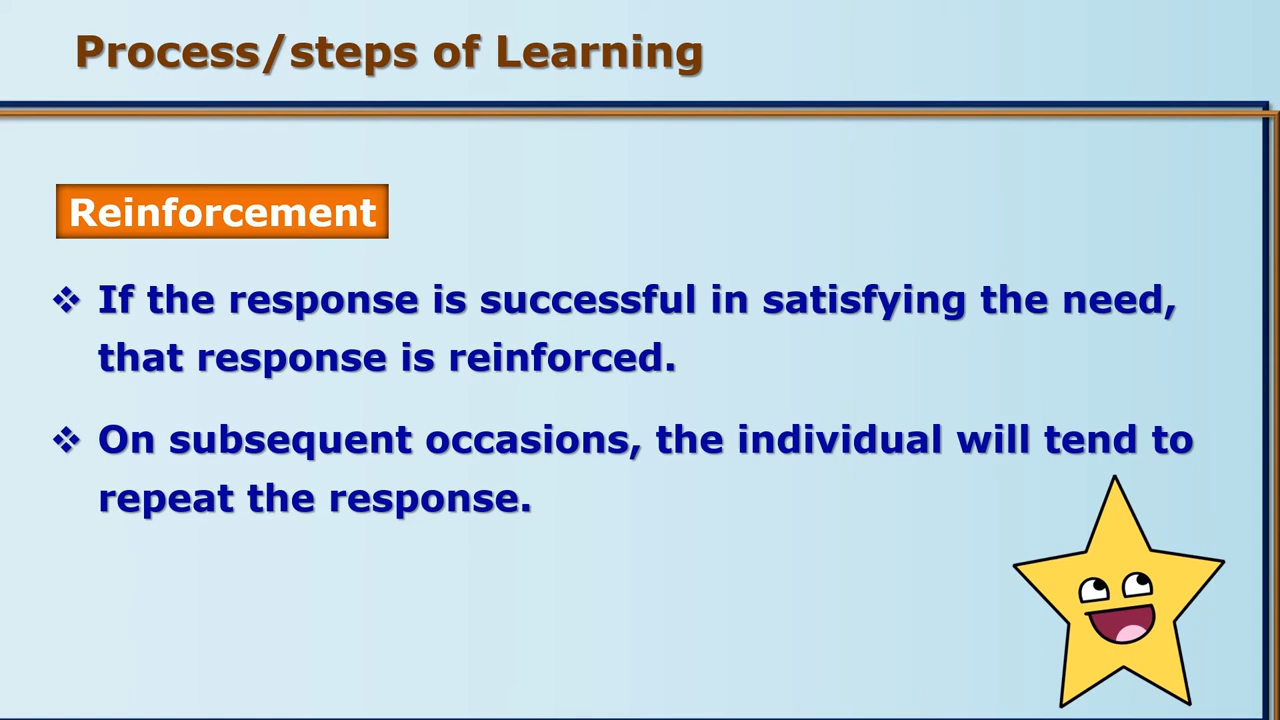 Process/steps of Learning
Reinforcement
❖ If the response is successful in satisfying the need,
that response is reinforced.
❖ On subsequent occasions, the individual will tend to
repeat the response.